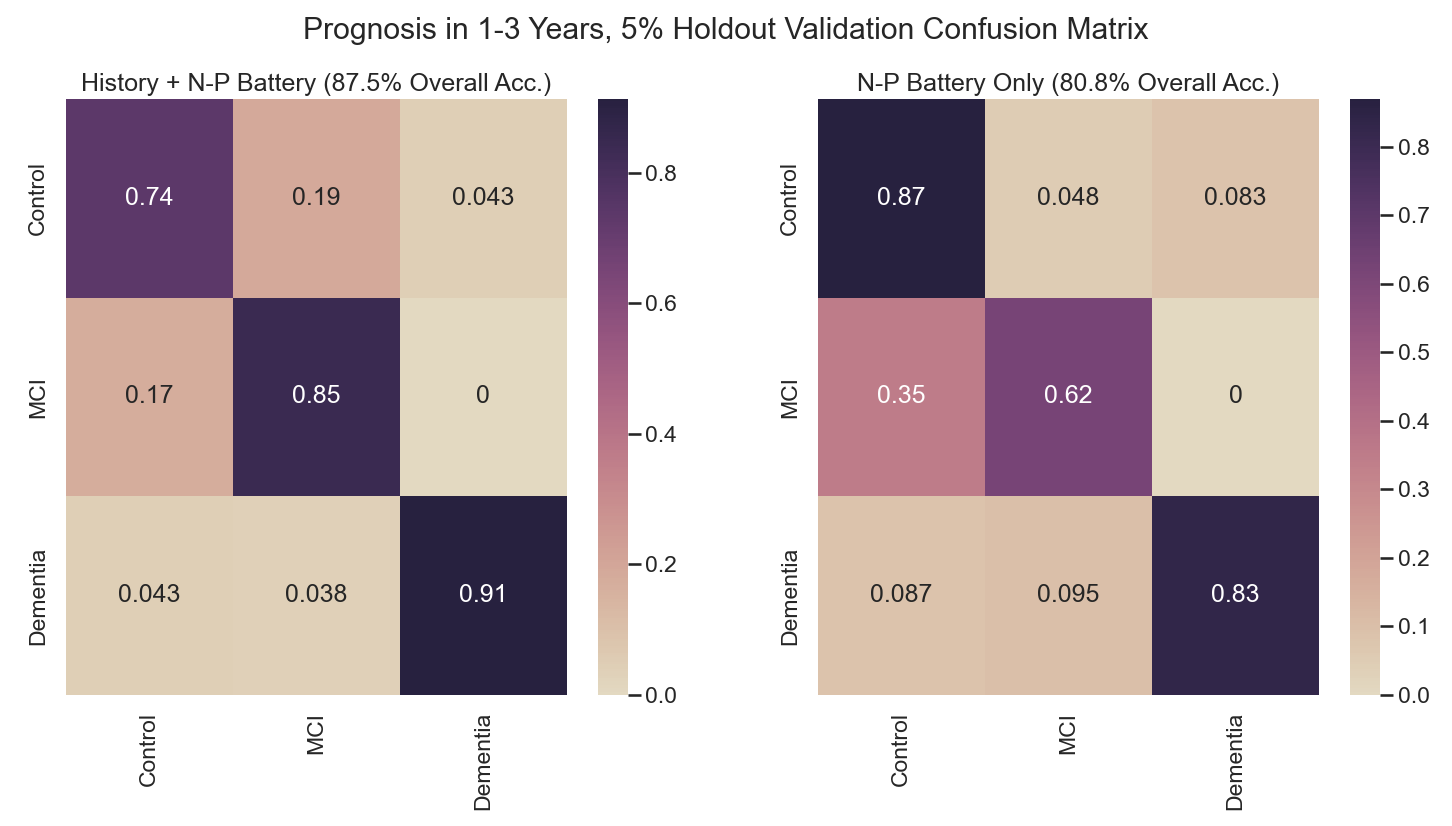 Prognosis in 1-3 Years, 5% Holdout Validation Confusion Matrix
History + N-P Battery (87.5% Overall Acc.)
Control
0.74
0.19
0.043
MCI
0.17
0.85
0
Dementia
0.043
0.038
0.91
Control
MCI
Dementia
0.8
0.6
0.4
0.2
0.0
N-P Battery Only (80.8% Overall Acc.)
Control
0.87
0.048
0.083
MCI
0.35
0.62
0
Dementia
0.087
0.095
0.83
Control
MCI
Dementia
0.8
0.7
0.6
0.5
0.4
0.3
0.2
0.1
0.0